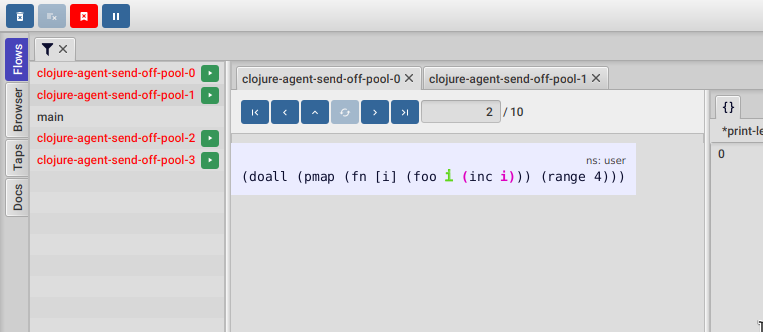 Flows
Browser
Taps
Docs
clojure-agent-send-off-pool-0
clojure-agent-send-off-pool-1
main
clojure-agent-send-off-pool-2
clojure-agent-send-off-pool-3
clojure-agent-send-off-pool-0
clojure-agent-send-off-pool-1
2 / 10
ns: user
(doall (pmap (fn [i] (foo i (inc i))) (range 4)))
{}
*print-le
0